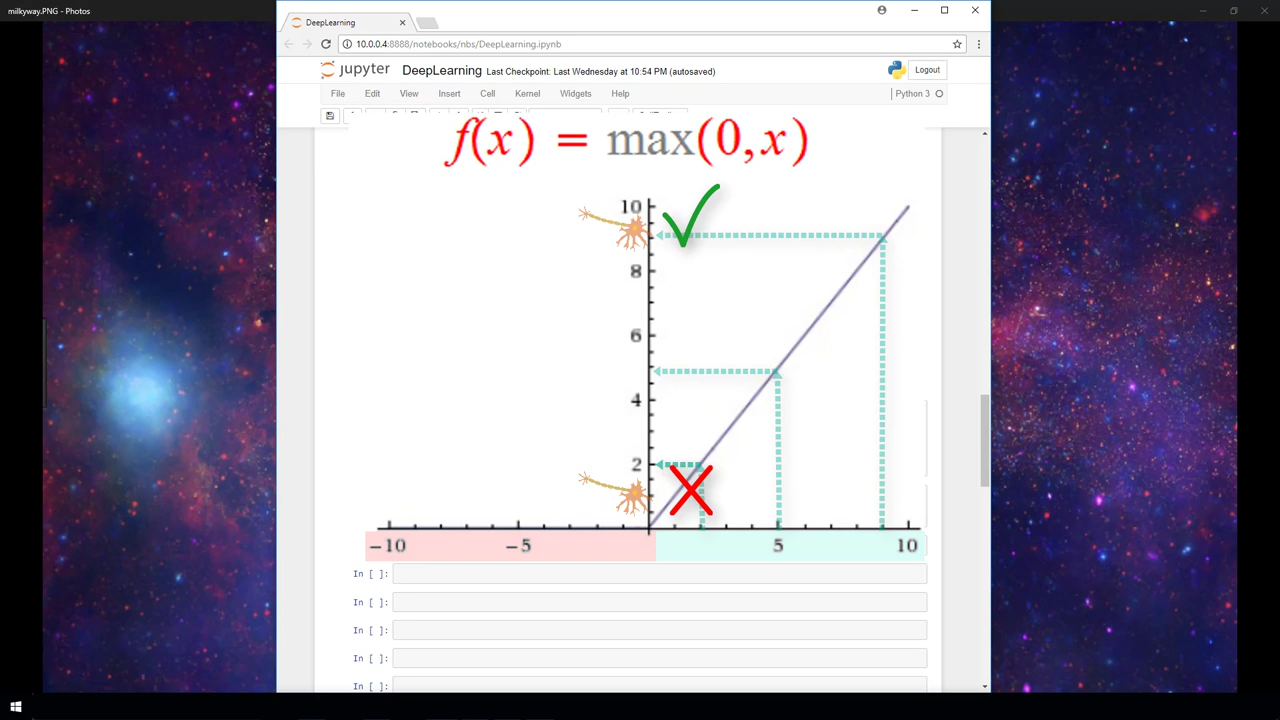 milkyway.PNG - Photos
DeepLearning
10.0.0.4:8888/notebooks/nbs/DeepLearning.ipynb
jupyter DeepLearning Last Checkpoint: Last Wednesday at 10:54 PM (autosaved) Logout
File Edit View Insert Cell Kernel Widgets Help Python 3
f(x) = max(0,x)
10
8
6
4
2
−10 −5 5 10
In [ ]:
In [ ]:
In [ ]:
In [ ]:
In [ ]: